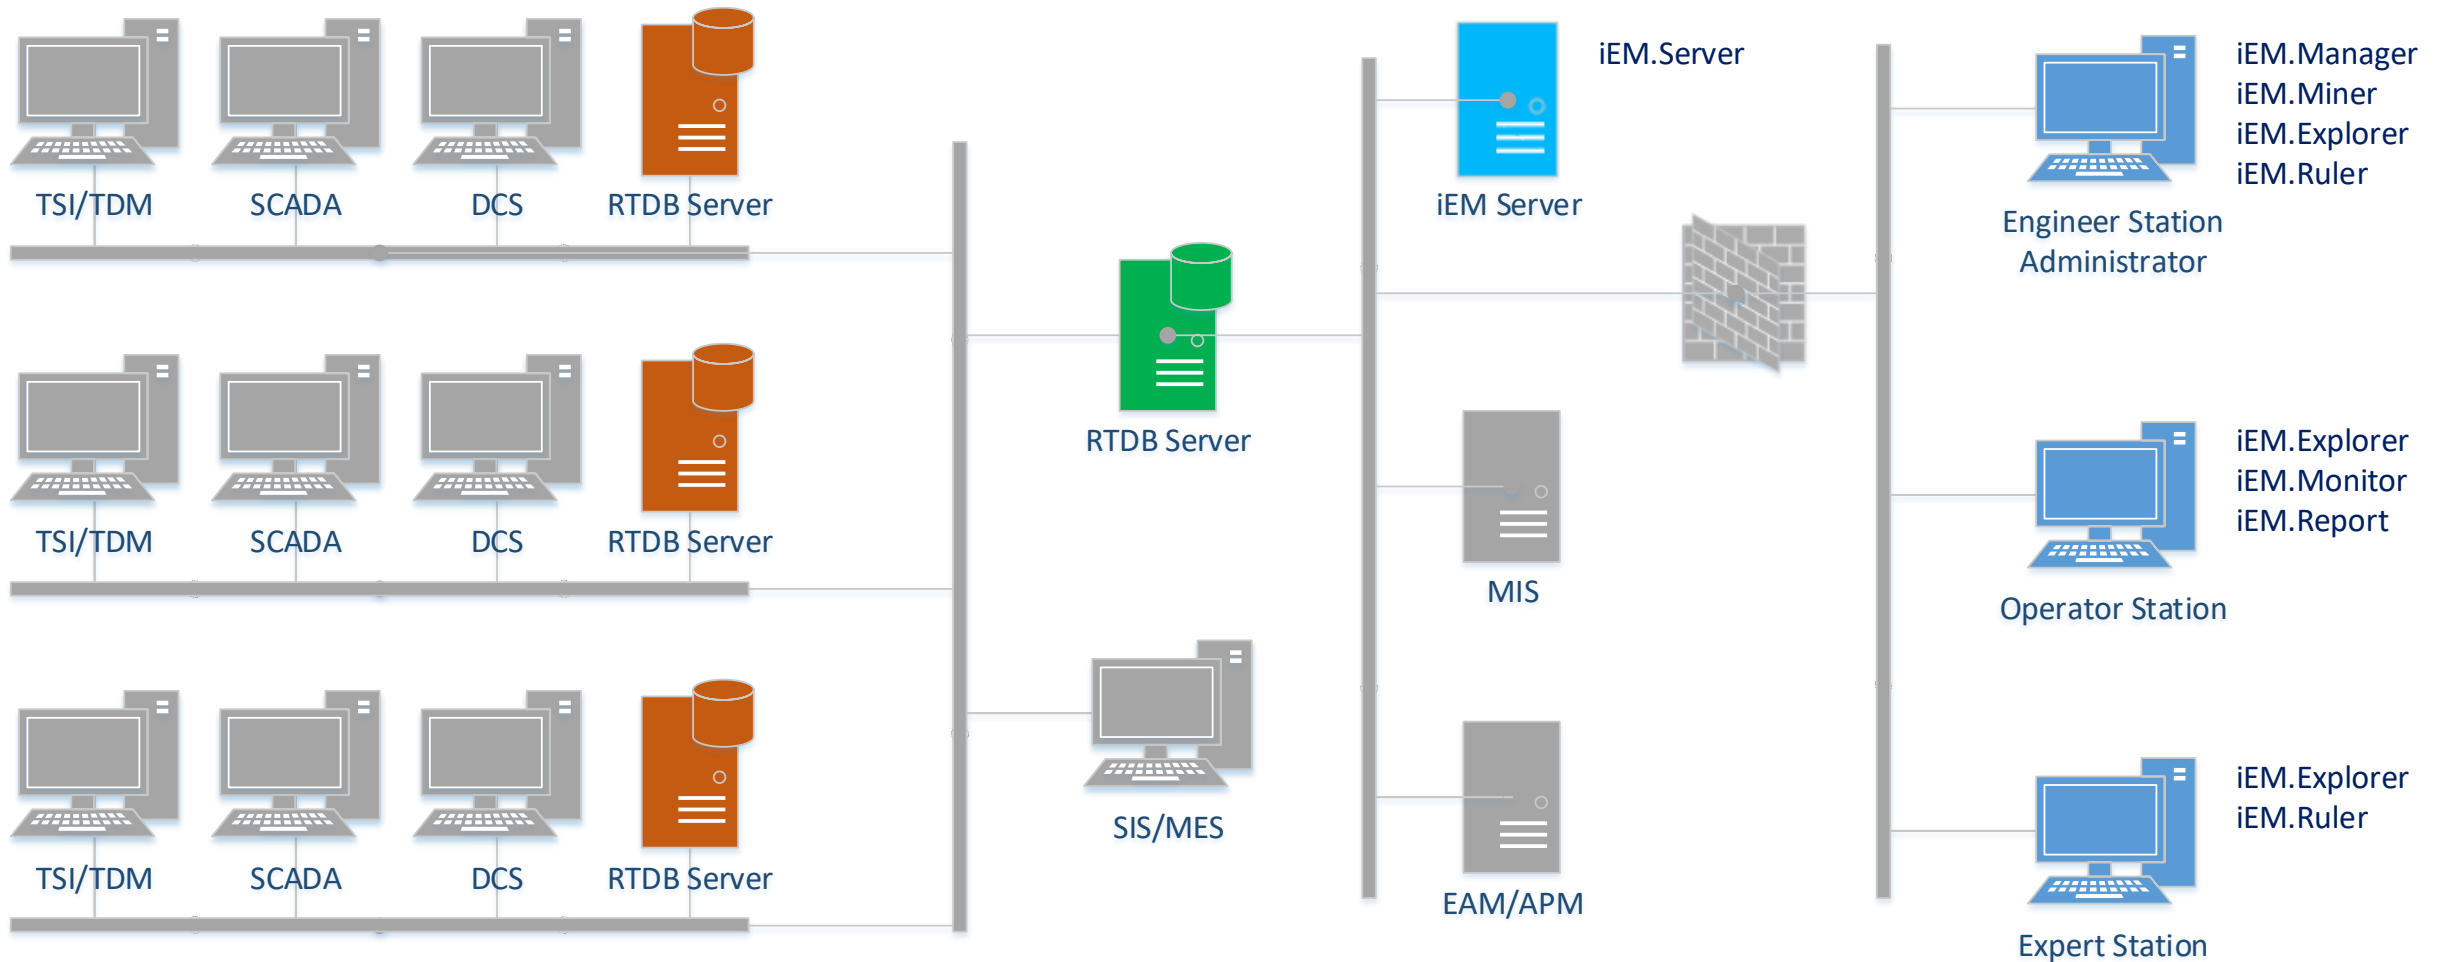 TSI/TDM
SCADA
DCS
RTDB Server
TSI/TDM
SCADA
DCS
RTDB Server
TSI/TDM
SCADA
DCS
RTDB Server
RTDB Server
SIS/MES
iEM.Server
iEM Server
MIS
EAM/APM
iEM.Manager
iEM.Miner
iEM.Explorer
iEM.Ruler
Engineer Station
Administrator
iEM.Explorer
iEM.Monitor
iEM.Report
Operator Station
iEM.Explorer
iEM.Ruler
Expert Station